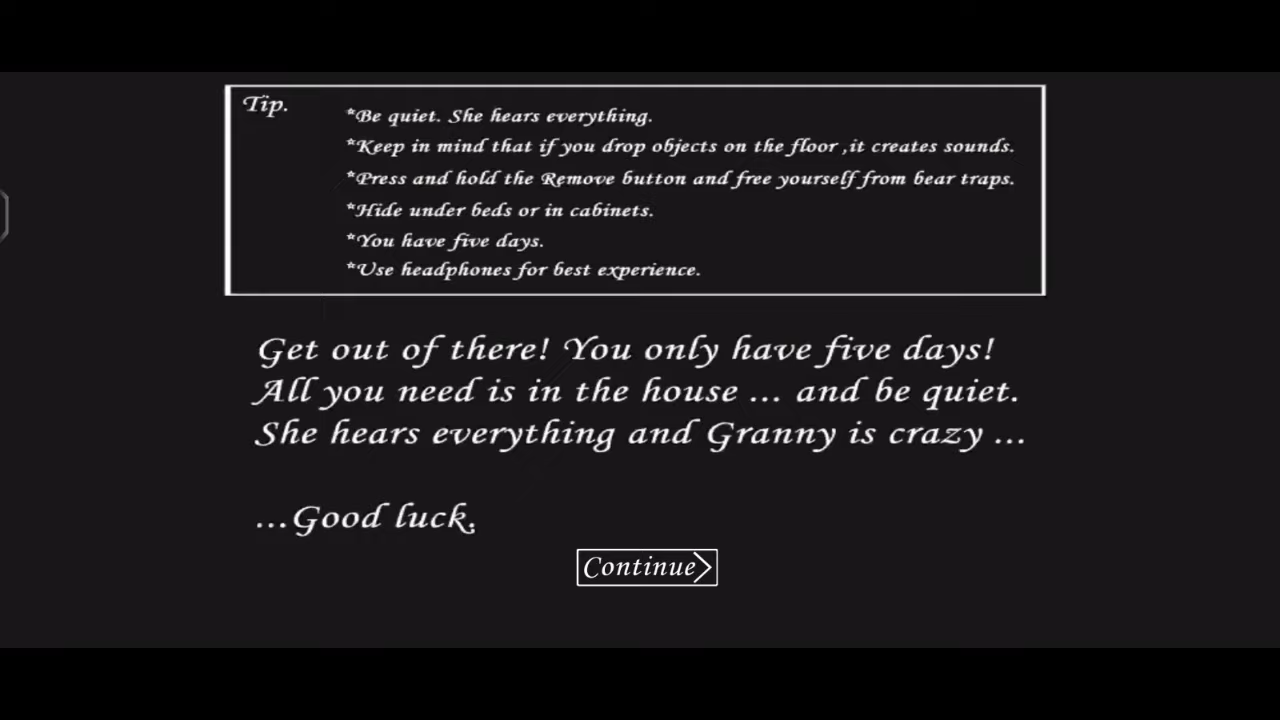 Tip.
*Be quiet. She hears everything.
*Keep in mind that if you drop objects on the floor ,it creates sounds.
*Press and hold the Remove button and free yourself from bear traps.
*Hide under beds or in cabinets.
*You have five days.
*Use headphones for best experience.
Get out of there! You only have five days!
All you need is in the house ... and be quiet.
She hears everything and Granny is crazy ...
...Good luck.
Continue>